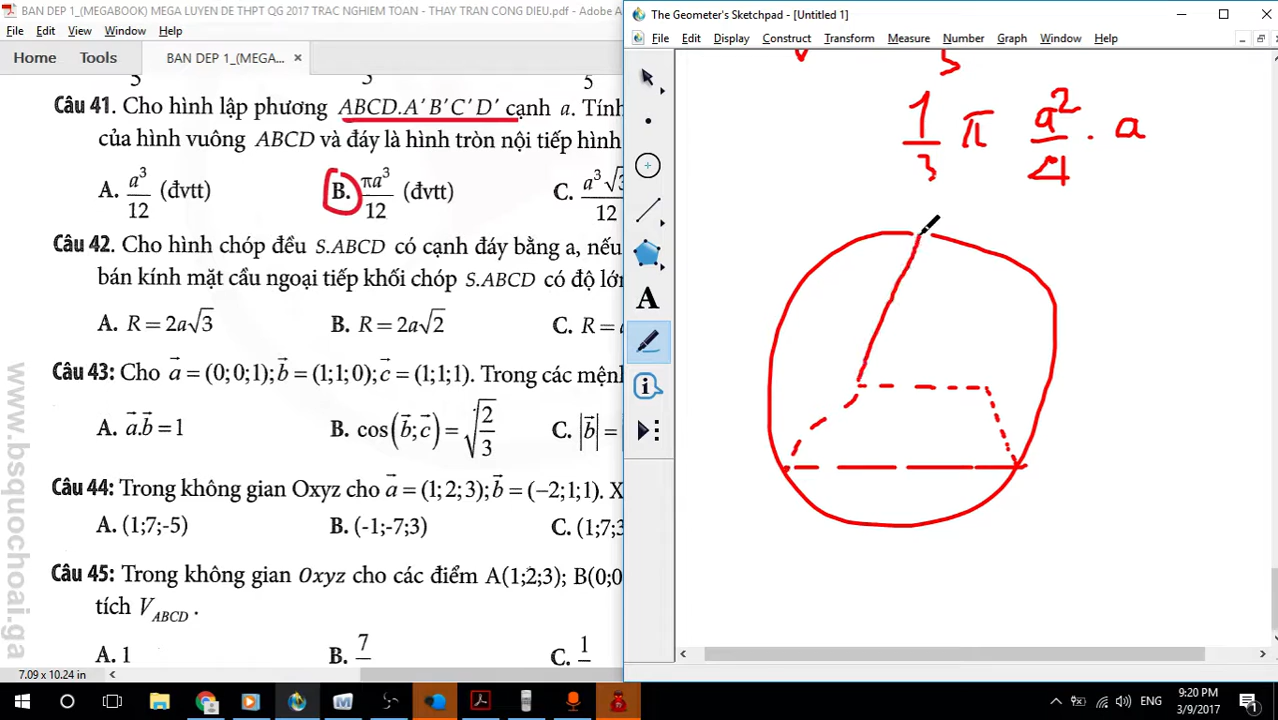 BAN DEP 1_(MEGABOOK) MEGA LUYEN DE THPT QG 2017 TRAC NGHIEM TOAN - THAY TRAN CONG DIEU.pdf - Adobe A
File Edit View Window Help
Home Tools BAN DEP 1_(MEGA... ×
5 3 5
Câu 41. Cho hình lập phương ABCD.A'B'C'D' cạnh a. Tính
của hình vuông ABCD và đáy là hình tròn nội tiếp hình
A. a³/12 (đvtt) B. πa³/12 (đvtt) C. a³√3/12
Câu 42. Cho hình chóp đều S.ABCD có cạnh đáy bằng a, nếu
bán kính mặt cầu ngoại tiếp khối chóp S.ABCD có độ lớn
A. R = 2a√3 B. R = 2a√2 C. R =
Câu 43: Cho a⃗ = (0;0;1); b⃗ = (1;1;0); c⃗ = (1;1;1). Trong các mệnh
A. a⃗.b⃗ = 1 B. cos(b⃗;c⃗) = √(2/3) C. |b⃗| =
Câu 44: Trong không gian Oxyz cho a⃗ = (1;2;3); b⃗ = (−2;1;1). X
A. (1;7;-5) B. (-1;-7;3) C. (1;7;3
Câu 45: Trong không gian Oxyz cho các điểm A(1;2;3); B(0;0
tích V_ABCD.
A. 1 B. 7 C. 1
www.bsquochoai.ga
7.09 x 10.24 in
The Geometer's Sketchpad - [Untitled 1]
File Edit Display Construct Transform Measure Number Graph Window Help
3
1/3 π a²/4 . a
A
ENG
9:20 PM
3/9/2017
1